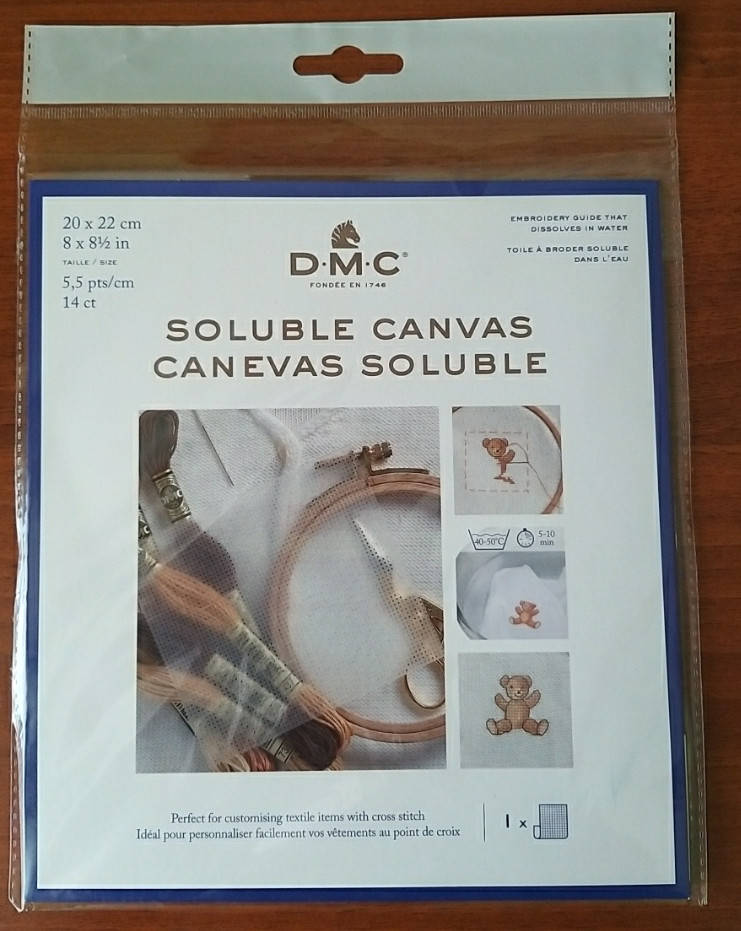 20 x 22 cm
8 x 8½ in
TAILLE / SIZE
5,5 pts/cm
14 ct
D·M·C®
FONDÉE EN 1746
EMBROIDERY GUIDE THAT
DISSOLVES IN WATER
TOILE À BRODER SOLUBLE
DANS L'EAU
SOLUBLE CANVAS
CANEVAS SOLUBLE
40-50°C
5-10
min
Perfect for customising textile items with cross stitch
Idéal pour personnaliser facilement vos vêtements au point de croix
1 x